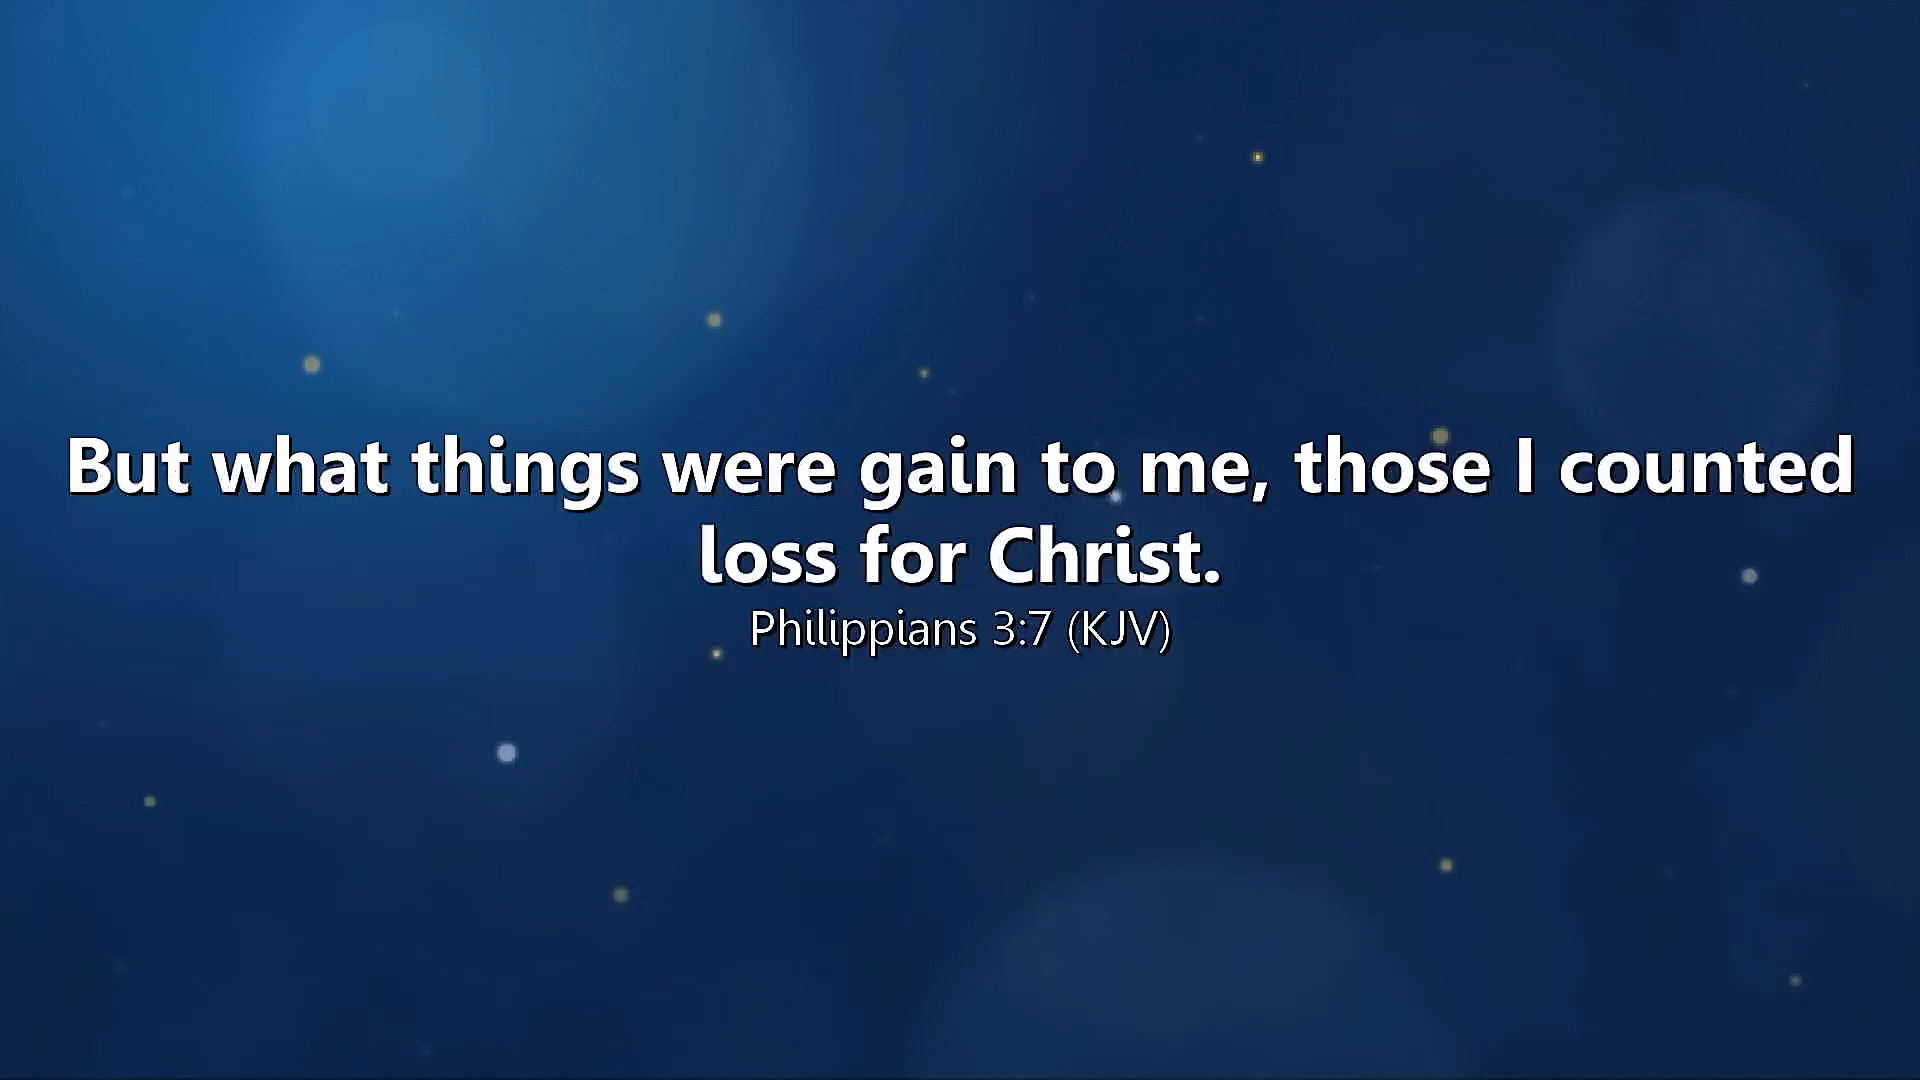 But what things were gain to me, those I counted
loss for Christ.
Philippians 3:7 (KJV)